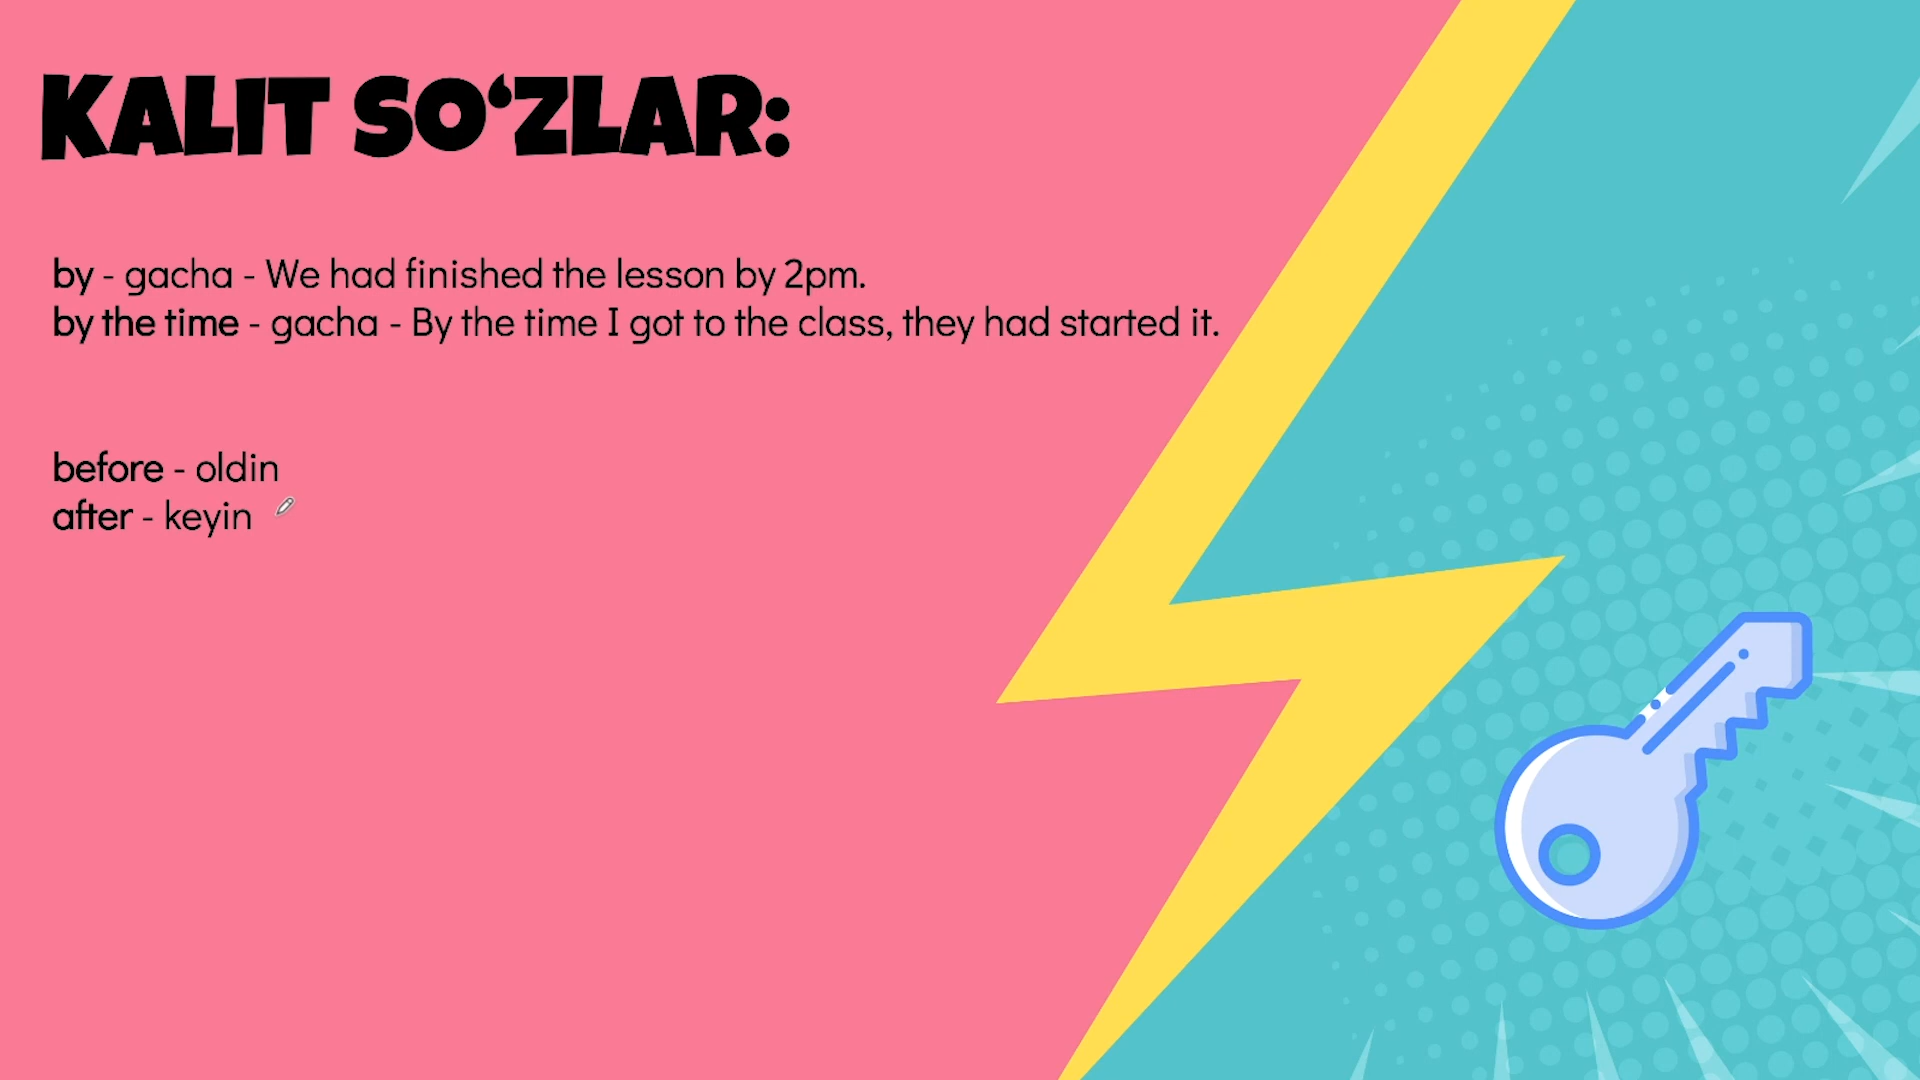 KALIT SO‘ZLAR:
by - gacha - We had finished the lesson by 2pm.
by the time - gacha - By the time I got to the class, they had started it.
before - oldin
after - keyin